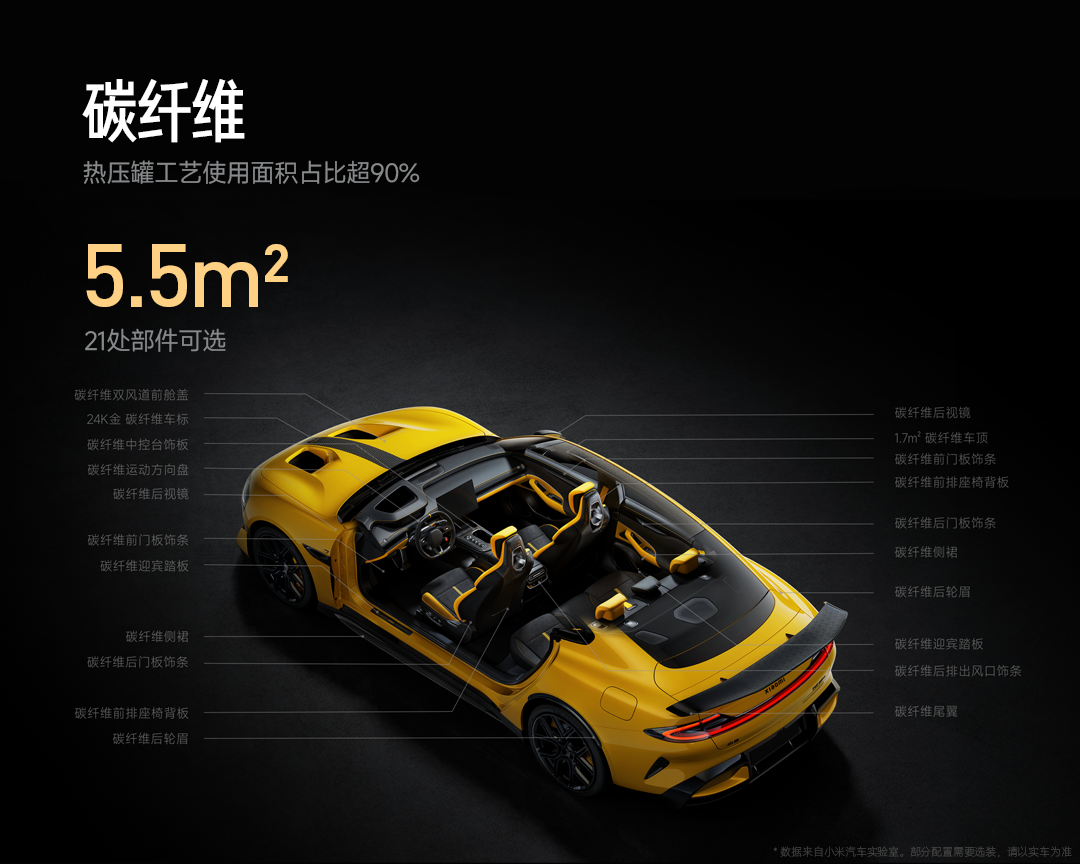 碳纤维
热压罐工艺使用面积占比超90%
5.5m²
21处部件可选
碳纤维双风道前舱盖
24K金 碳纤维车标
碳纤维中控台饰板
碳纤维运动方向盘
碳纤维后视镜
碳纤维前门板饰条
碳纤维迎宾踏板
碳纤维侧裙
碳纤维后门板饰条
碳纤维前排座椅背板
碳纤维后轮眉
碳纤维后视镜
1.7m² 碳纤维车顶
碳纤维前门板饰条
碳纤维前排座椅背板
碳纤维后门板饰条
碳纤维侧裙
碳纤维后轮眉
碳纤维迎宾踏板
碳纤维后排出风口饰条
碳纤维尾翼
xiaomi
* 数据来自小米汽车实验室。部分配置需要选装，请以实车为准